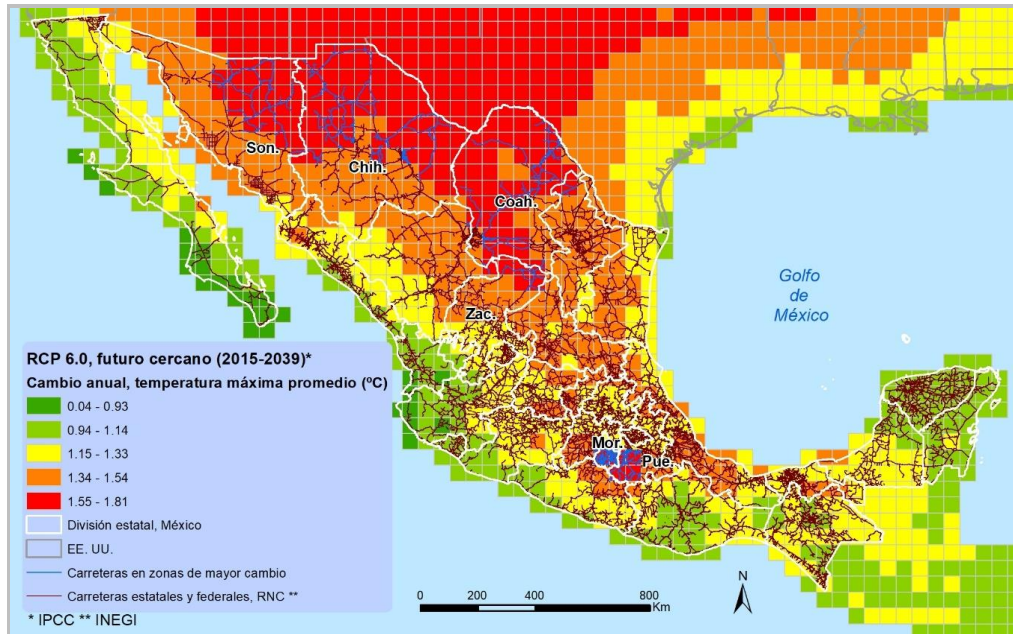 Son.
Chih.
Coah.
Zac.
Mor.
Pue.
Golfo
de
México
RCP 6.0, futuro cercano (2015-2039)*
Cambio anual, temperatura máxima promedio (ºC)
0.04 - 0.93
0.94 - 1.14
1.15 - 1.33
1.34 - 1.54
1.55 - 1.81
División estatal, México
EE. UU.
Carreteras en zonas de mayor cambio
Carreteras estatales y federales, RNC **
* IPCC ** INEGI
0 200 400 800
Km
N